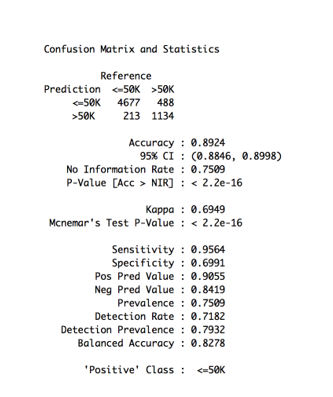 Confusion Matrix and Statistics
Reference
Prediction <=50K >50K
<=50K 4677 488
>50K 213 1134
Accuracy : 0.8924
95% CI : (0.8846, 0.8998)
No Information Rate : 0.7509
P-Value [Acc > NIR] : < 2.2e-16
Kappa : 0.6949
Mcnemar's Test P-Value : < 2.2e-16
Sensitivity : 0.9564
Specificity : 0.6991
Pos Pred Value : 0.9055
Neg Pred Value : 0.8419
Prevalence : 0.7509
Detection Rate : 0.7182
Detection Prevalence : 0.7932
Balanced Accuracy : 0.8278
'Positive' Class : <=50K